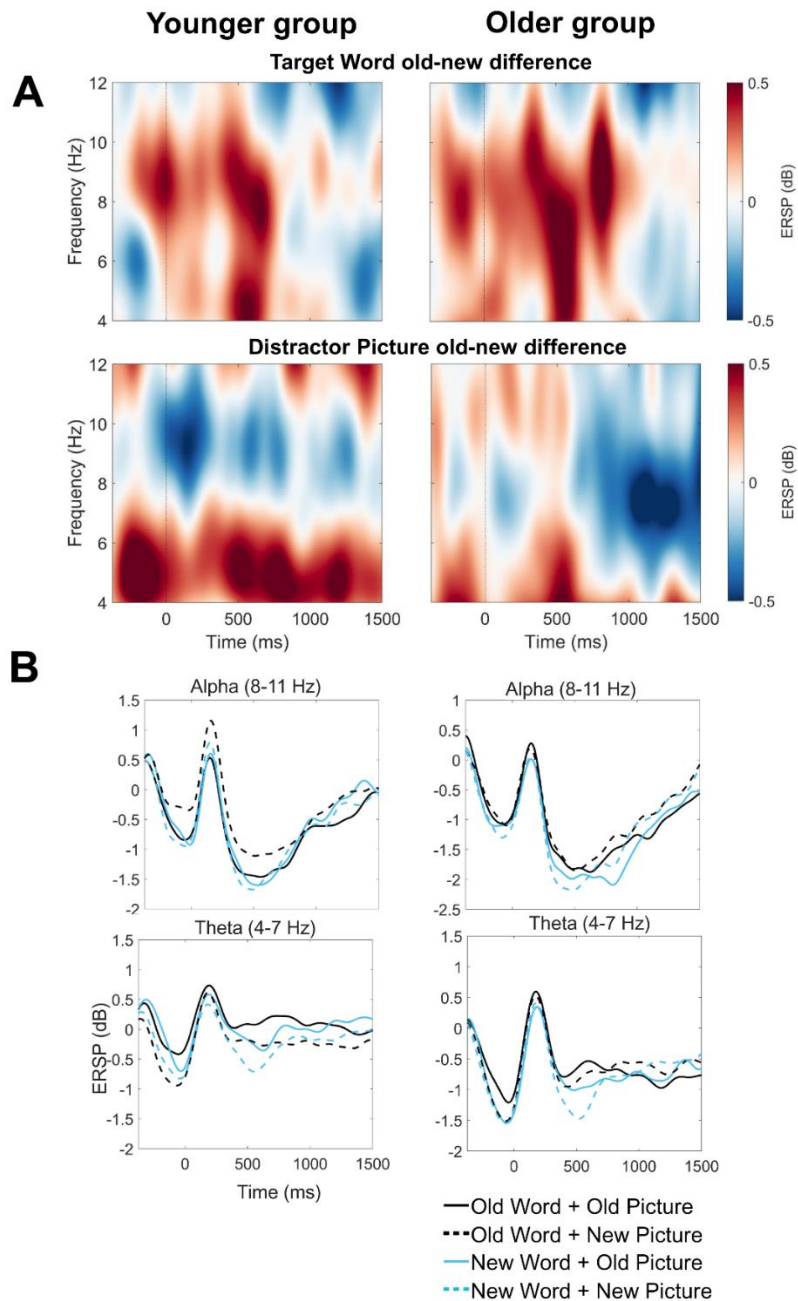 Younger group Older group
Target Word old-new difference
A
12
10
8
6
4
Frequency (Hz)
0.5
0
-0.5
ERSP (dB)
Distractor Picture old-new difference
12
10
8
6
4
Frequency (Hz)
0 500 1000 1500
Time (ms)
0 500 1000 1500
Time (ms)
0.5
0
-0.5
ERSP (dB)
B
Alpha (8-11 Hz)
1.5
1
0.5
0
-0.5
-1
-1.5
-2
Alpha (8-11 Hz)
1
0.5
0
-0.5
-1
-1.5
-2
-2.5
Theta (4-7 Hz)
1.5
1
0.5
0
-0.5
-1
-1.5
-2
ERSP (dB)
0 500 1000 1500
Time (ms)
Theta (4-7 Hz)
1.5
1
0.5
0
-0.5
-1
-1.5
-2
0 500 1000 1500
Time (ms)
Old Word + Old Picture
Old Word + New Picture
New Word + Old Picture
New Word + New Picture